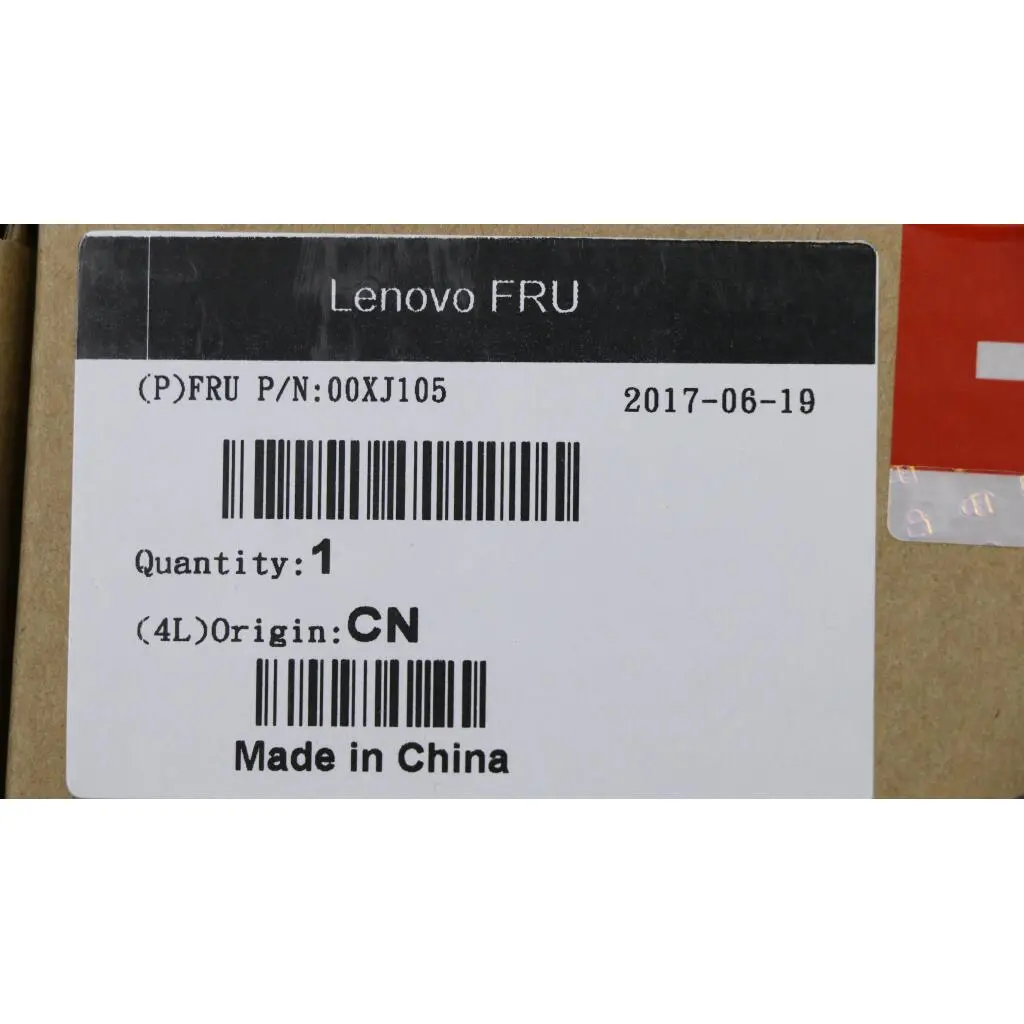 Lenovo FRU
(P)FRU P/N:00XJ105
2017-06-19
Quantity:1
(4L)Origin:CN
Made in China